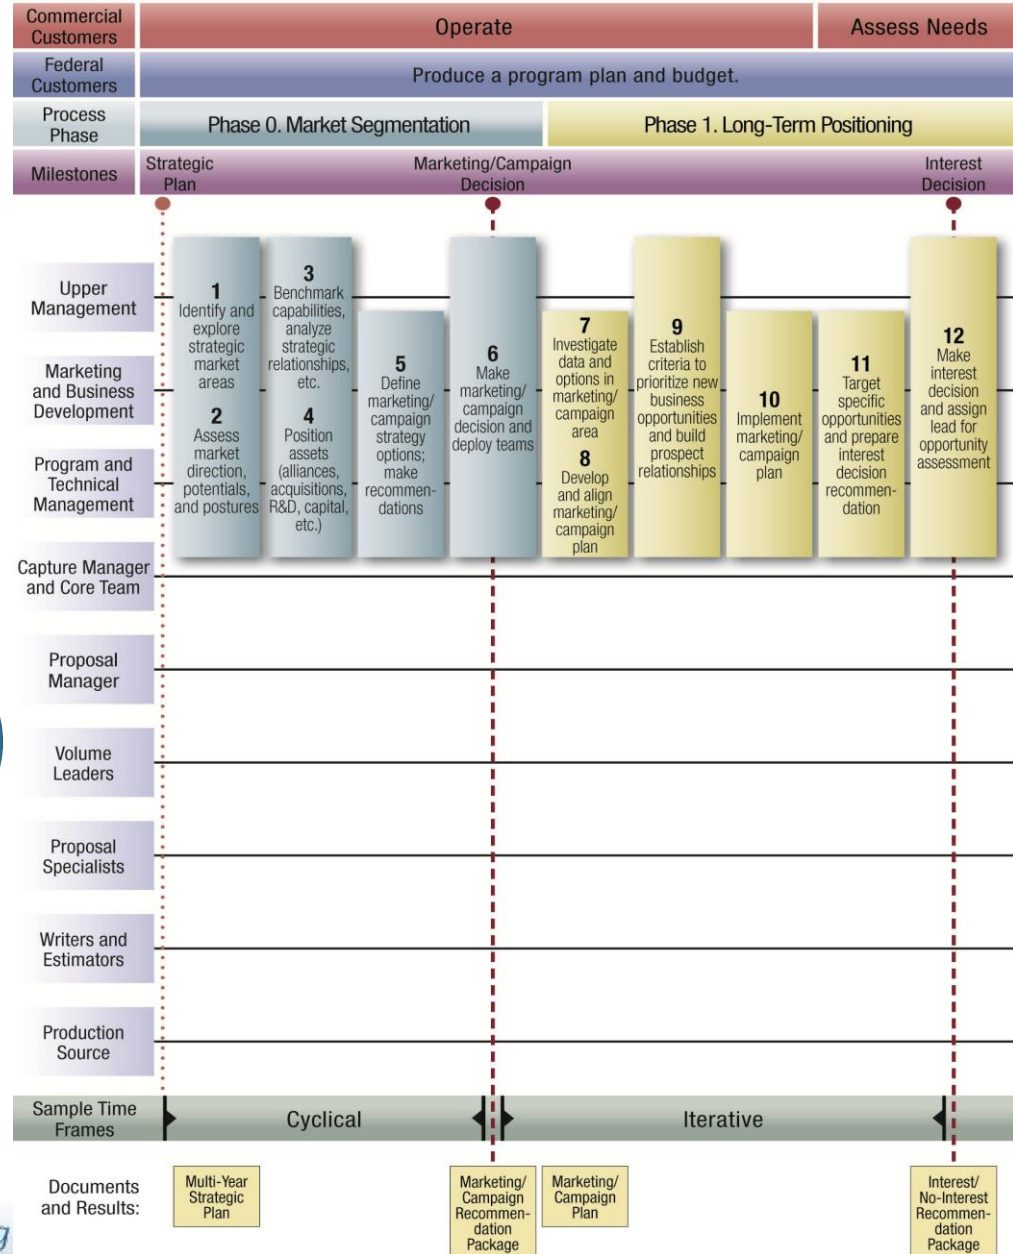 Commercial
Customers
Operate
Assess Needs
Federal
Customers
Produce a program plan and budget.
Process
Phase
Phase 0. Market Segmentation
Phase 1. Long-Term Positioning
Milestones
Strategic
Plan
Marketing/Campaign
Decision
Interest
Decision
Upper
Management
Marketing
and Business
Development
Program and
Technical
Management
Capture Manager
and Core Team
Proposal
Manager
Volume
Leaders
Proposal
Specialists
Writers and
Estimators
Production
Source
1
Identify and
explore
strategic
market
areas
2
Assess
market
direction,
potentials,
and postures
3
Benchmark
capabilities,
analyze
strategic
relationships,
etc.
4
Position
assets
(alliances,
acquisitions,
R&D, capital,
etc.)
5
Define
marketing/
campaign
strategy
options;
make
recommen-
dations
6
Make
marketing/
campaign
decision and
deploy teams
7
Investigate
data and
options in
marketing/
campaign
area
8
Develop
and align
marketing/
campaign
plan
9
Establish
criteria to
prioritize new
business
opportunities
and build
prospect
relationships
10
Implement
marketing/
campaign
plan
11
Target
specific
opportunities
and prepare
interest
decision
recommen-
dation
12
Make
interest
decision
and assign
lead for
opportunity
assessment
Sample Time
Frames
Cyclical
Iterative
Documents
and Results:
Multi-Year
Strategic
Plan
Marketing/
Campaign
Recommen-
dation
Package
Marketing/
Campaign
Plan
Interest/
No-Interest
Recommen-
dation
Package